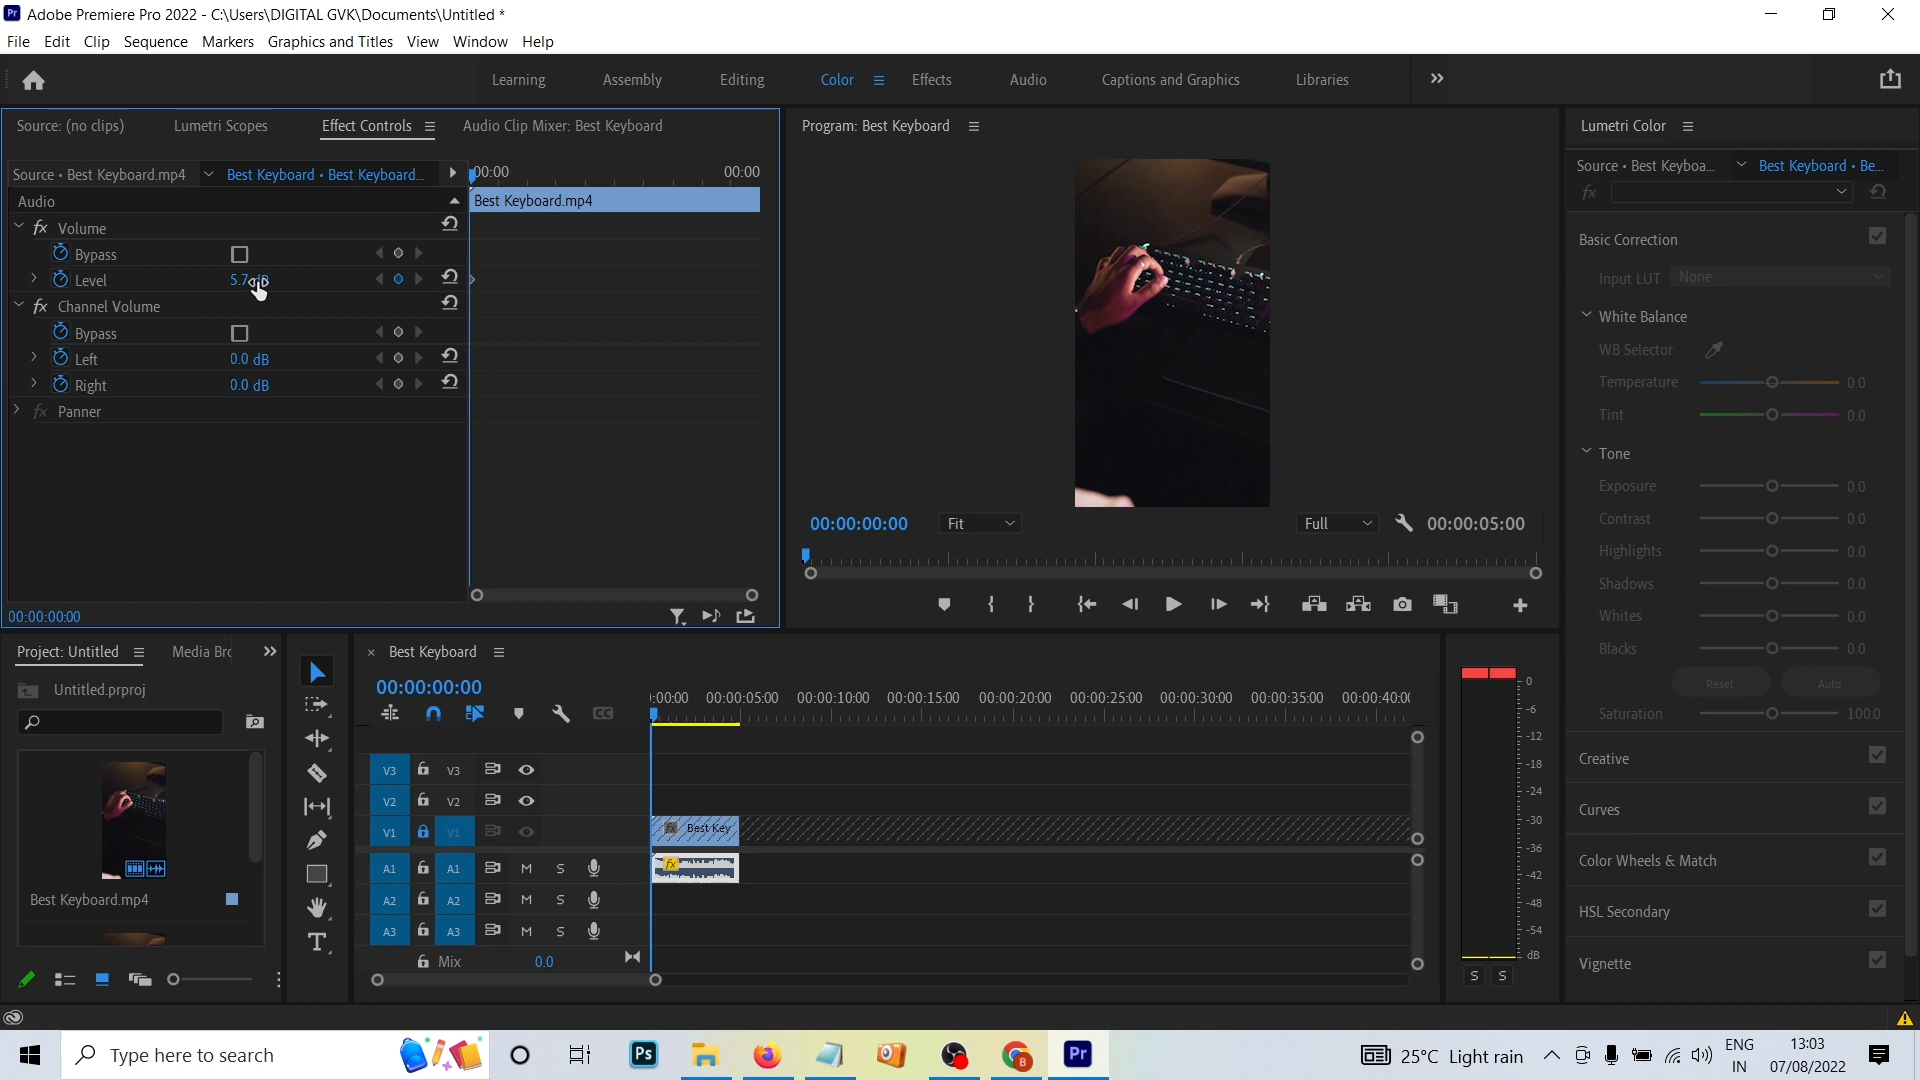 Pr Adobe Premiere Pro 2022 - C:\Users\DIGITAL GVK\Documents\Untitled *
File Edit Clip Sequence Markers Graphics and Titles View Window Help
Learning Assembly Editing Color Effects Audio Captions and Graphics Libraries
Source: (no clips) Lumetri Scopes Effect Controls Audio Clip Mixer: Best Keyboard
Source • Best Keyboard.mp4 Best Keyboard • Best Keyboard... 00:00 00:00
Audio Best Keyboard.mp4
fx Volume
Bypass
Level 5.7 dB
fx Channel Volume
Bypass
Left 0.0 dB
Right 0.0 dB
fx Panner
00:00:00:00
Program: Best Keyboard
00:00:00:00 Fit Full 00:00:05:00
Lumetri Color
Source • Best Keyboa... Best Keyboard • Be...
fx
Basic Correction
Input LUT None
White Balance
WB Selector
Temperature 0.0
Tint 0.0
Tone
Exposure 0.0
Contrast 0.0
Highlights 0.0
Shadows 0.0
Whites 0.0
Blacks 0.0
Reset Auto
Saturation 100.0
Creative
Curves
Color Wheels & Match
HSL Secondary
Vignette
Project: Untitled Media Brc
Untitled.prproj
Best Keyboard.mp4
× Best Keyboard
00:00:00:00
:00:00 00:00:05:00 00:00:10:00 00:00:15:00 00:00:20:00 00:00:25:00 00:00:30:00 00:00:35:00 00:00:40:0
CC
V3 V3
V2 V2
V1 V1 fx Best Key
A1 A1 M S fx
A2 A2 M S
A3 A3 M S
Mix 0.0
0
-6
-12
-18
-24
-30
-36
-42
-48
-54
dB
S S
Type here to search Ps Pr 25°C Light rain ENG IN 13:03 07/08/2022